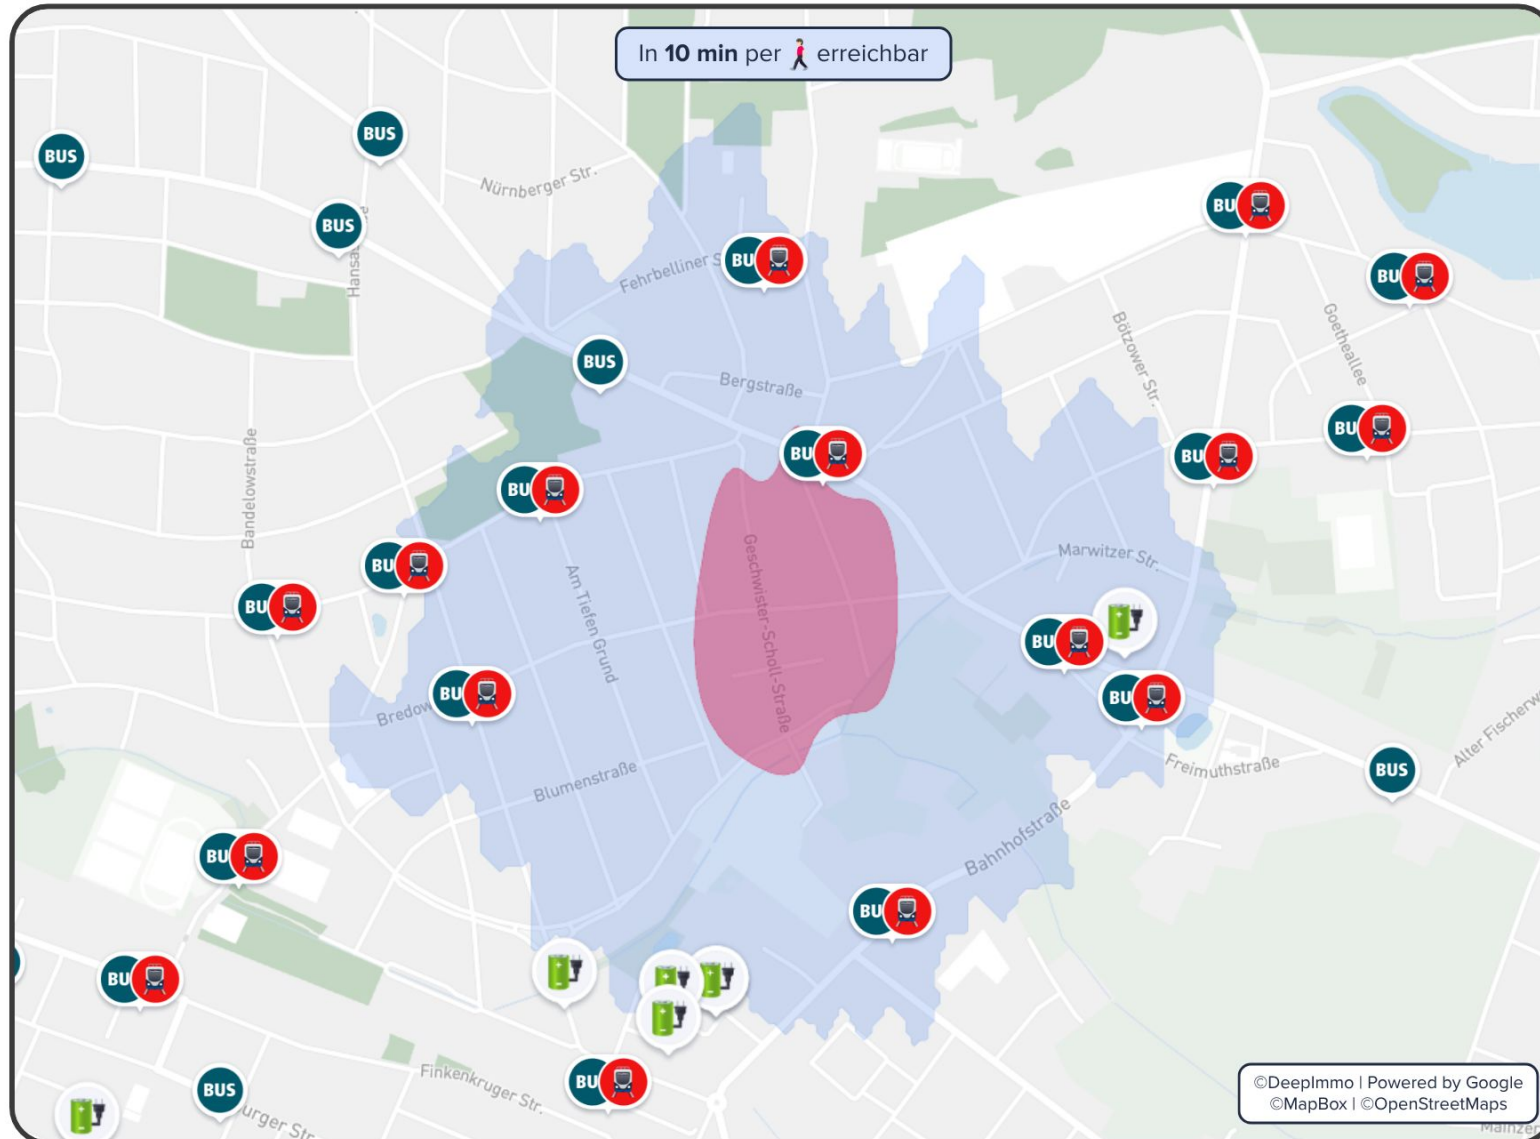 In 10 min per erreichbar
BUS
BUS
BUS
Nürnberger Str.
BU
BU
Fehrbelliner S
BU
Hansas
Bötzower Str.
Goetheallee
BUS
Bergstraße
BU
BU
BU
BU
Bandelowstraße
BU
Marwitzer Str.
BU
Am Tiefen Grund
Geschwister-Scholl-Straße
BU
BU
BU
BU
Bredow
Alter Fischerw
Blumenstraße
Freimuthstraße
BUS
Bahnhofstraße
BU
BU
BU
Finkenkruger Str.
BU
BUS
urger Str
©DeepImmo | Powered by Google
©MapBox | ©OpenStreetMaps
Mainzer